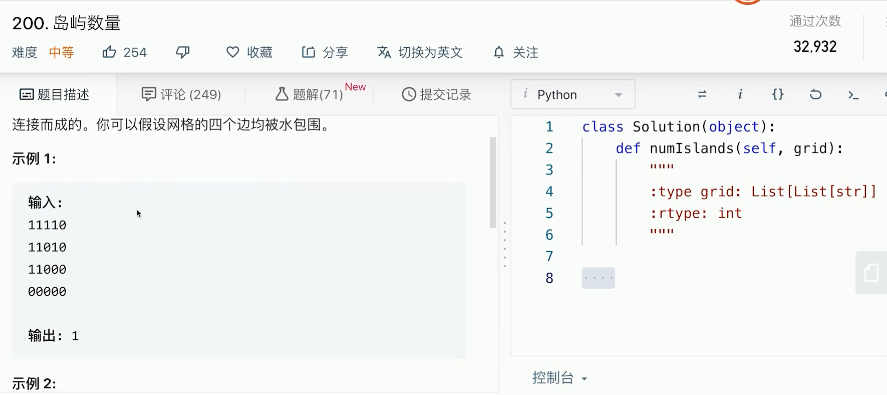 200. 岛屿数量
难度 中等 254 收藏 分享 切换为英文 关注
通过次数
32,932
题目描述 评论 (249) 题解(71) New 提交记录
连接而成的。你可以假设网格的四个边均被水包围。
示例 1:
输入:
11110
11010
11000
00000
输出: 1
示例 2:
i Python i {} >_
1 class Solution(object):
2 def numIslands(self, grid):
3 """
4 :type grid: List[List[str]]
5 :rtype: int
6 """
7
8
控制台